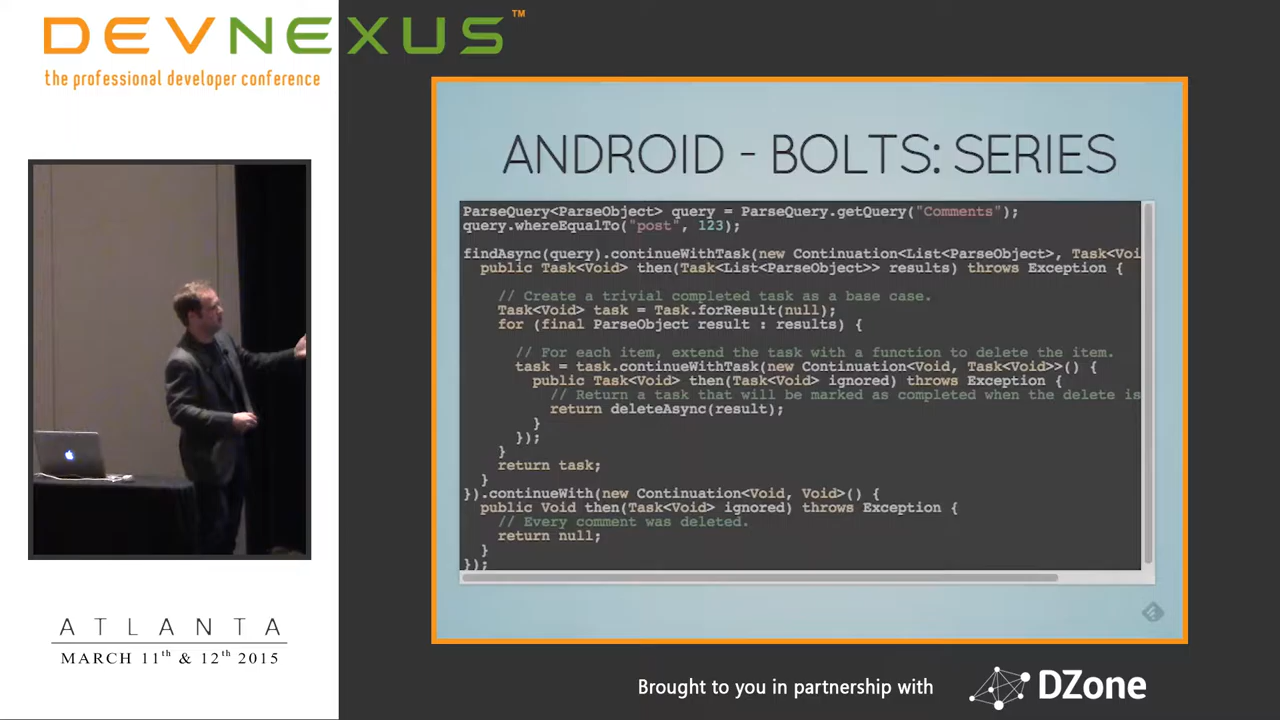 DEVNEXUS™
the professional developer conference
ANDROID - BOLTS: SERIES
ParseQuery<ParseObject> query = ParseQuery.getQuery("Comments");
query.whereEqualTo("post", 123);
findAsync(query).continueWithTask(new Continuation<List<ParseObject>, Task<Voi
public Task<Void> then(Task<List<ParseObject>> results) throws Exception {
// Create a trivial completed task as a base case.
Task<Void> task = Task.forResult(null);
for (final ParseObject result : results) {
// For each item, extend the task with a function to delete the item.
task = task.continueWithTask(new Continuation<Void, Task<Void>>() {
public Task<Void> then(Task<Void> ignored) throws Exception {
// Return a task that will be marked as completed when the delete is
return deleteAsync(result);
}
});
}
return task;
}
}).continueWith(new Continuation<Void, Void>() {
public Void then(Task<Void> ignored) throws Exception {
// Every comment was deleted.
return null;
}
});
ATLANTA
MARCH 11th & 12th 2015
Brought to you in partnership with
DZone